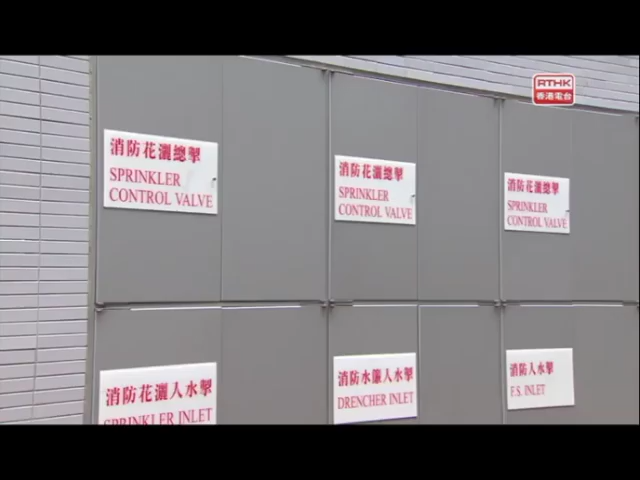 RTHK
香港電台
消防花灑總掣
SPRINKLER
CONTROL VALVE
消防花灑總掣
SPRINKLER
CONTROL VALVE
消防花灑總掣
SPRINKLER
CONTROL VALVE
消防花灑入水掣
SPRINKLER INLET
消防水簾入水掣
DRENCHER INLET
消防入水掣
F.S. INLET